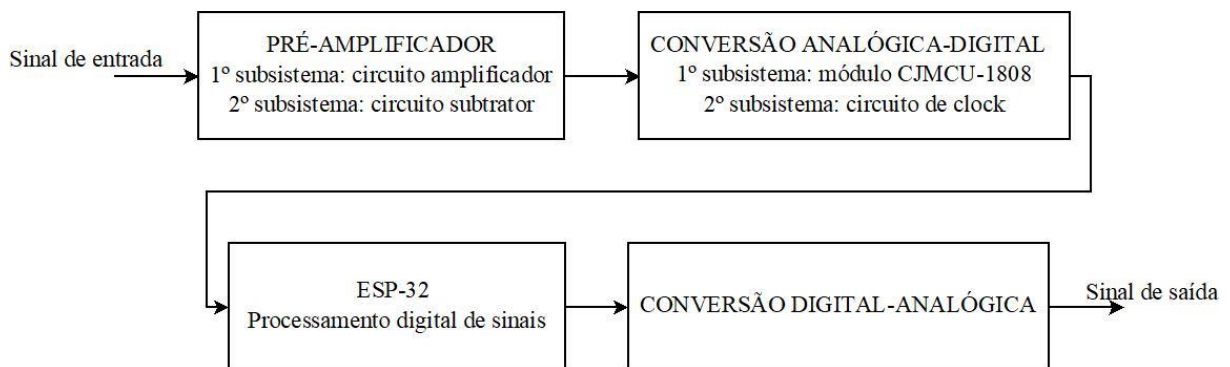 Sinal de entrada
PRÉ-AMPLIFICADOR
1º subsistema: circuito amplificador
2º subsistema: circuito subtrator
CONVERSÃO ANALÓGICA-DIGITAL
1º subsistema: módulo CJMCU-1808
2º subsistema: circuito de clock
ESP-32
Processamento digital de sinais
CONVERSÃO DIGITAL-ANALÓGICA
Sinal de saída